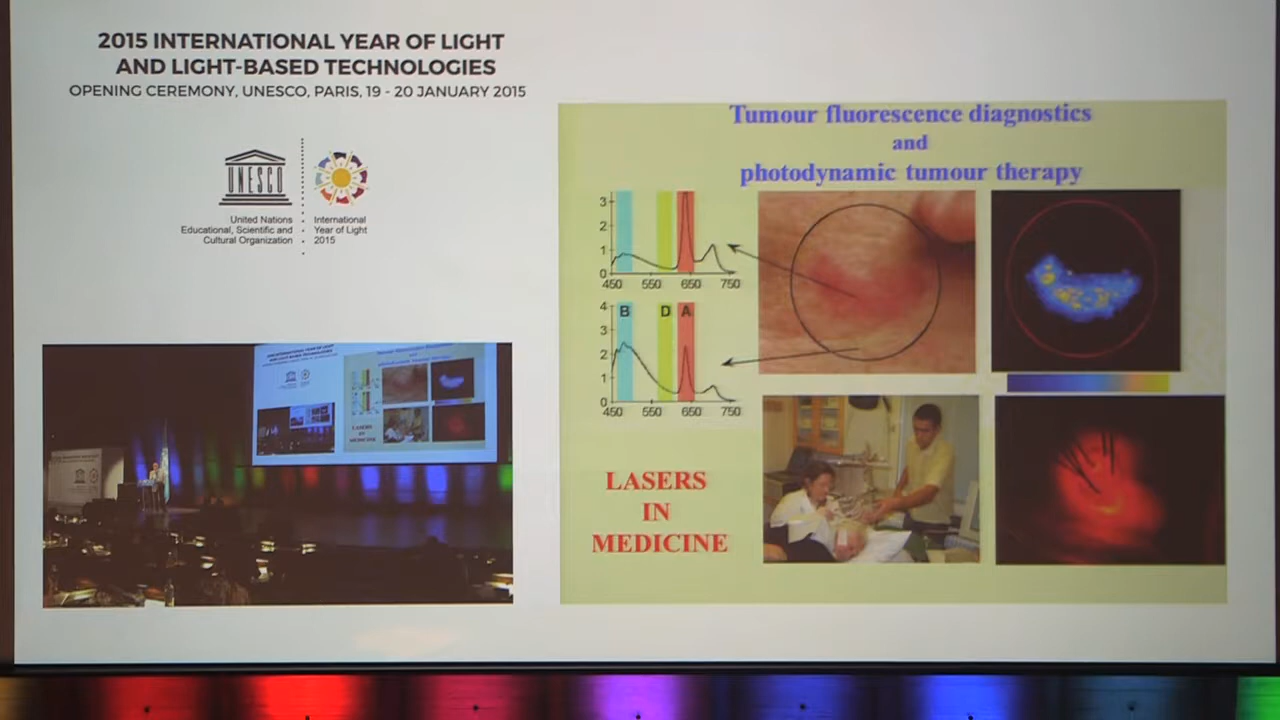 2015 INTERNATIONAL YEAR OF LIGHT
AND LIGHT-BASED TECHNOLOGIES
OPENING CEREMONY, UNESCO, PARIS, 19 - 20 JANUARY 2015
UNESCO
United Nations
Educational, Scientific and
Cultural Organization
International
Year of Light
2015
Tumour fluorescence diagnostics
and
photodynamic tumour therapy
3
2
1
0
450 550 650 750
4
3
2
1
0
B D A
450 550 650 750
LASERS
IN
MEDICINE
LASERS
IN
MEDICINE